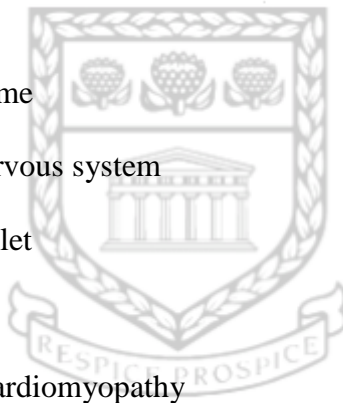 me
rvous system
let
RESPICE PROSPICE
ardiomyopathy